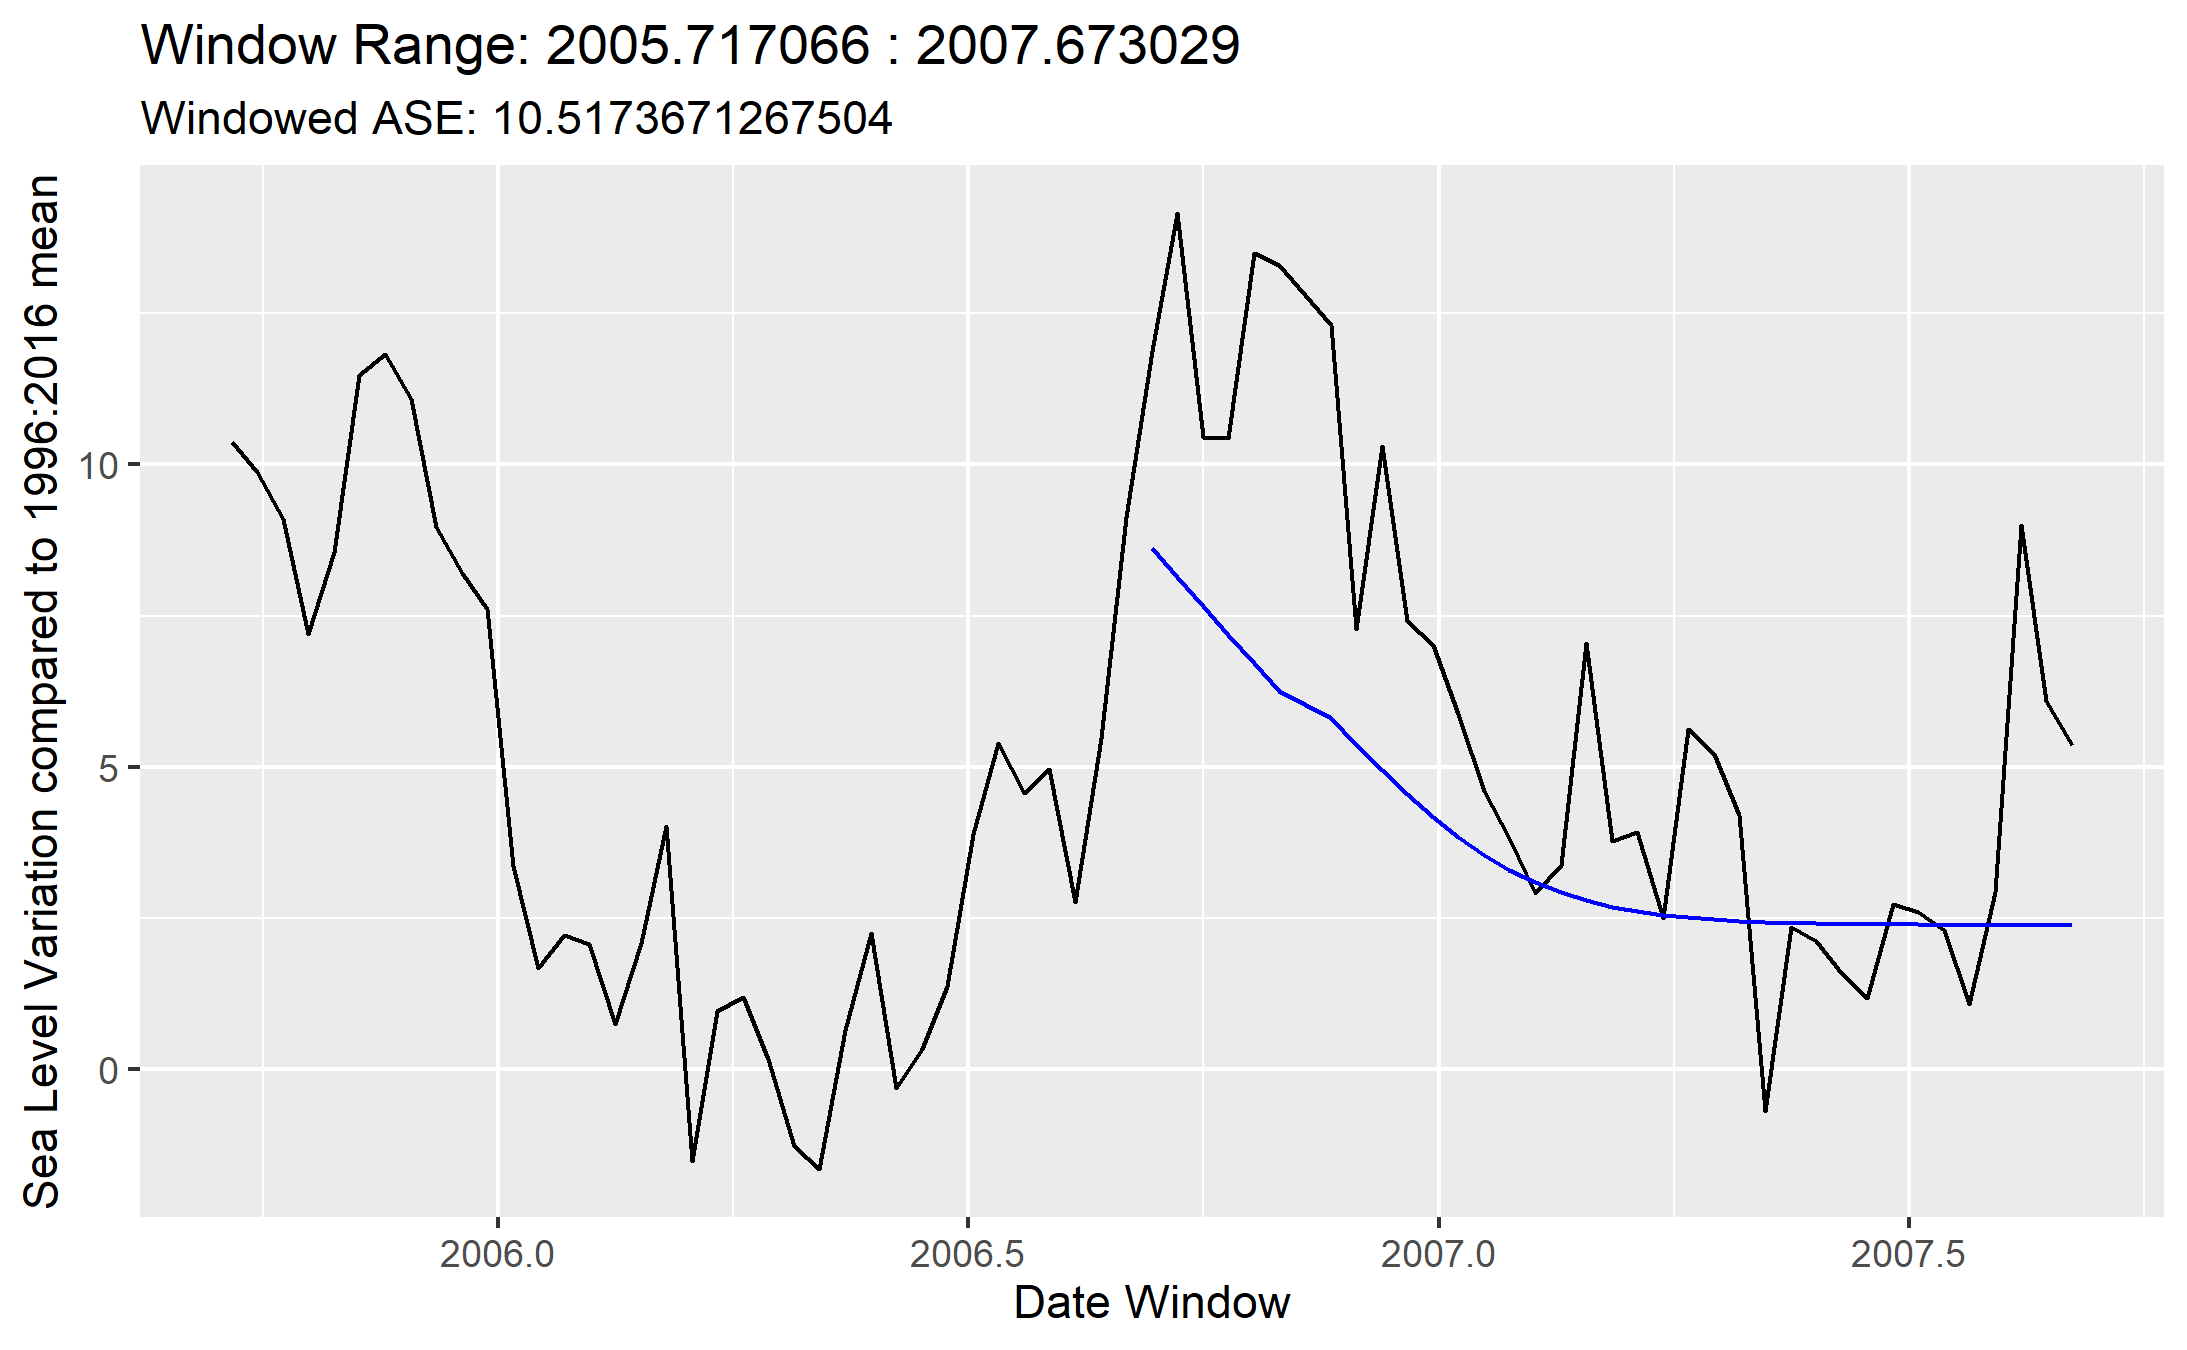 Window Range: 2005.717066 : 2007.673029
Windowed ASE: 10.5173671267504
Sea Level Variation compared to 1996:2016 mean
10
5
0
2006.0
2006.5
2007.0
2007.5
Date Window